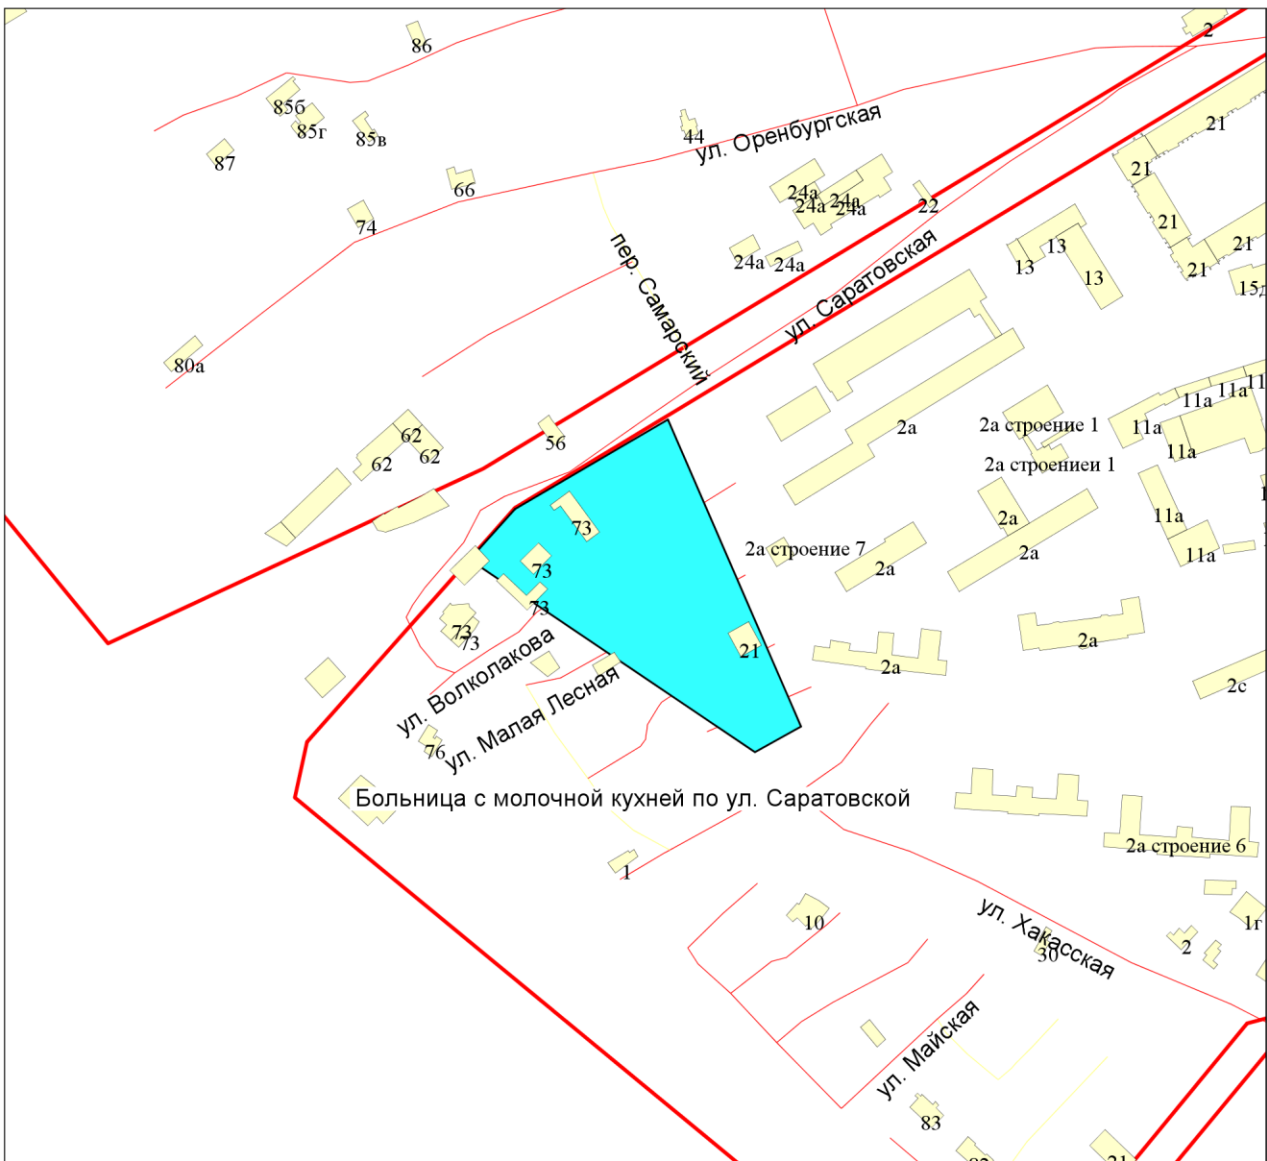 2
86
85б
85г
85в
87
44
ул. Оренбургская
21
21
66
24а
24а
24а
24а
22
74
21
21
21
пер. Самарский
24а
24а
ул. Саратовская
13
13
13
15д
80а
11а
11а
11
62
62
62
56
2а
2а строение 1
11а
11а
2а строениеи 1
73
2а
11а
73
2а строение 7
2а
2а
11а
73
73
73
21
2а
2а
2с
ул. Волколакова
ул. Малая Лесная
76
Больница с молочной кухней по ул. Саратовской
2а строение 6
1
10
ул. Хакасская
30
1г
2
ул. Майская
83